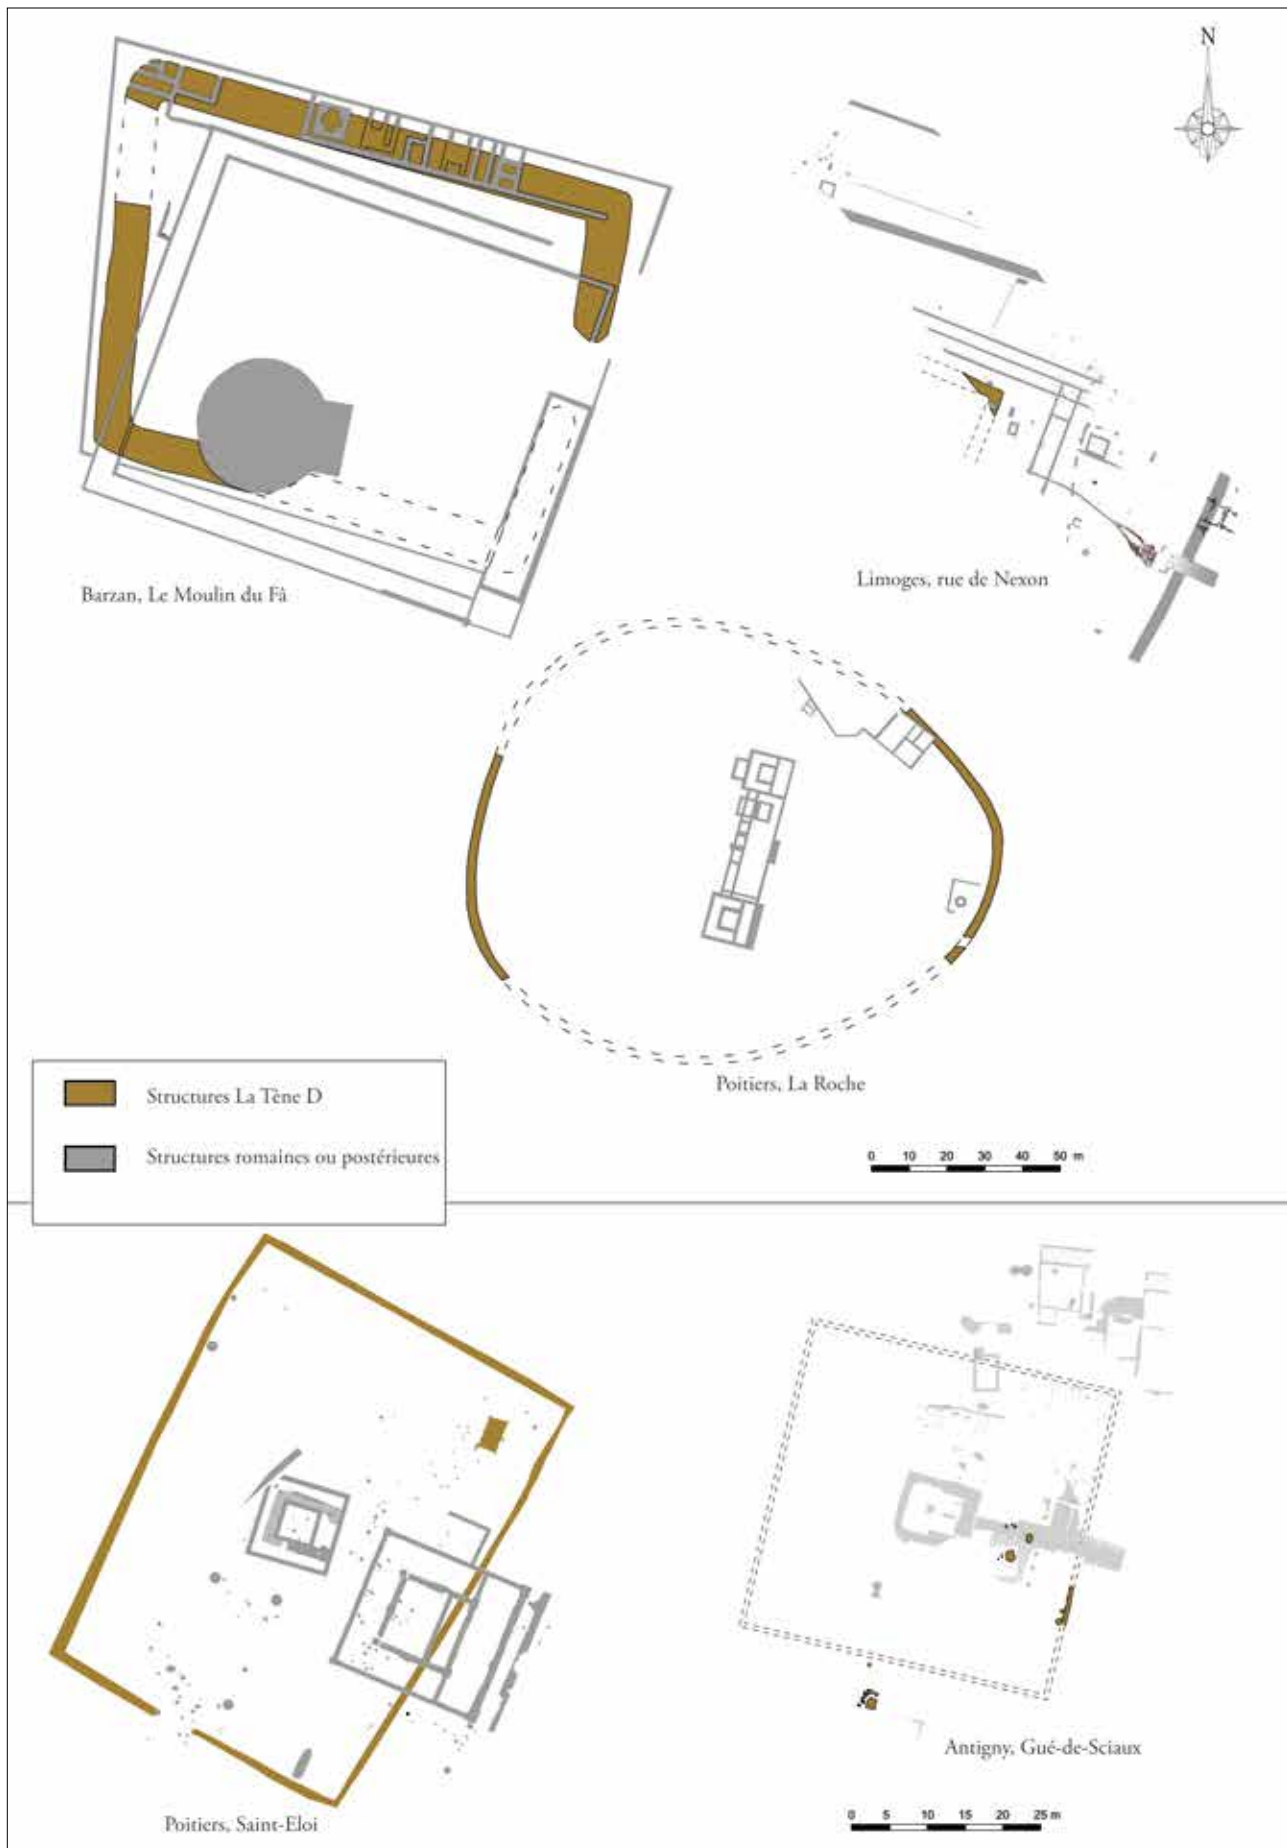 N
Barzan, Le Moulin du Fâ
Limoges, rue de Nexon
Poitiers, La Roche
Structures La Tène D
Structures romaines ou postérieures
0 10 20 30 40 50 m
Poitiers, Saint-Eloi
Antigny, Gué-de-Sciaux
0 5 10 15 20 25 m